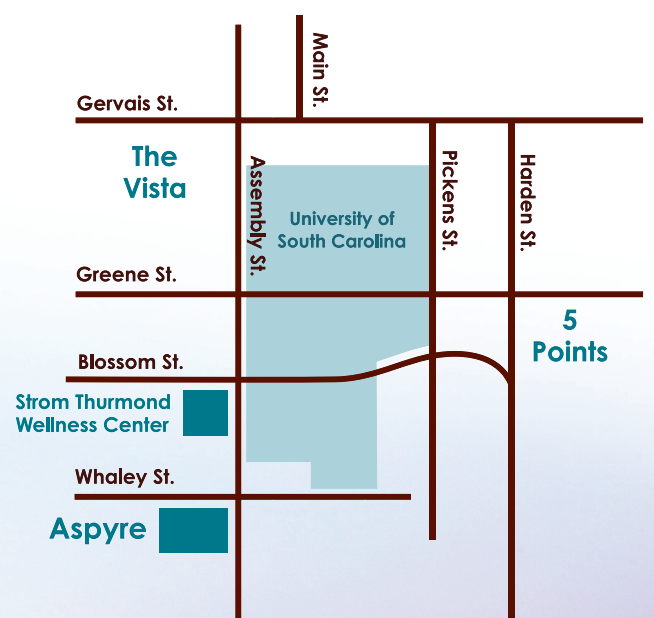 Main St.
Gervais St.
The
Vista
Assembly St.
Pickens St.
Harden St.
University of
South Carolina
Greene St.
5
Points
Blossom St.
Strom Thurmond
Wellness Center
Whaley St.
Aspyre